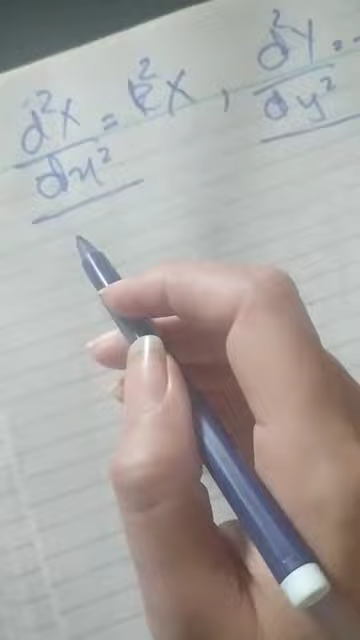 d²X/dx² = k²X , d²Y/dy² = -